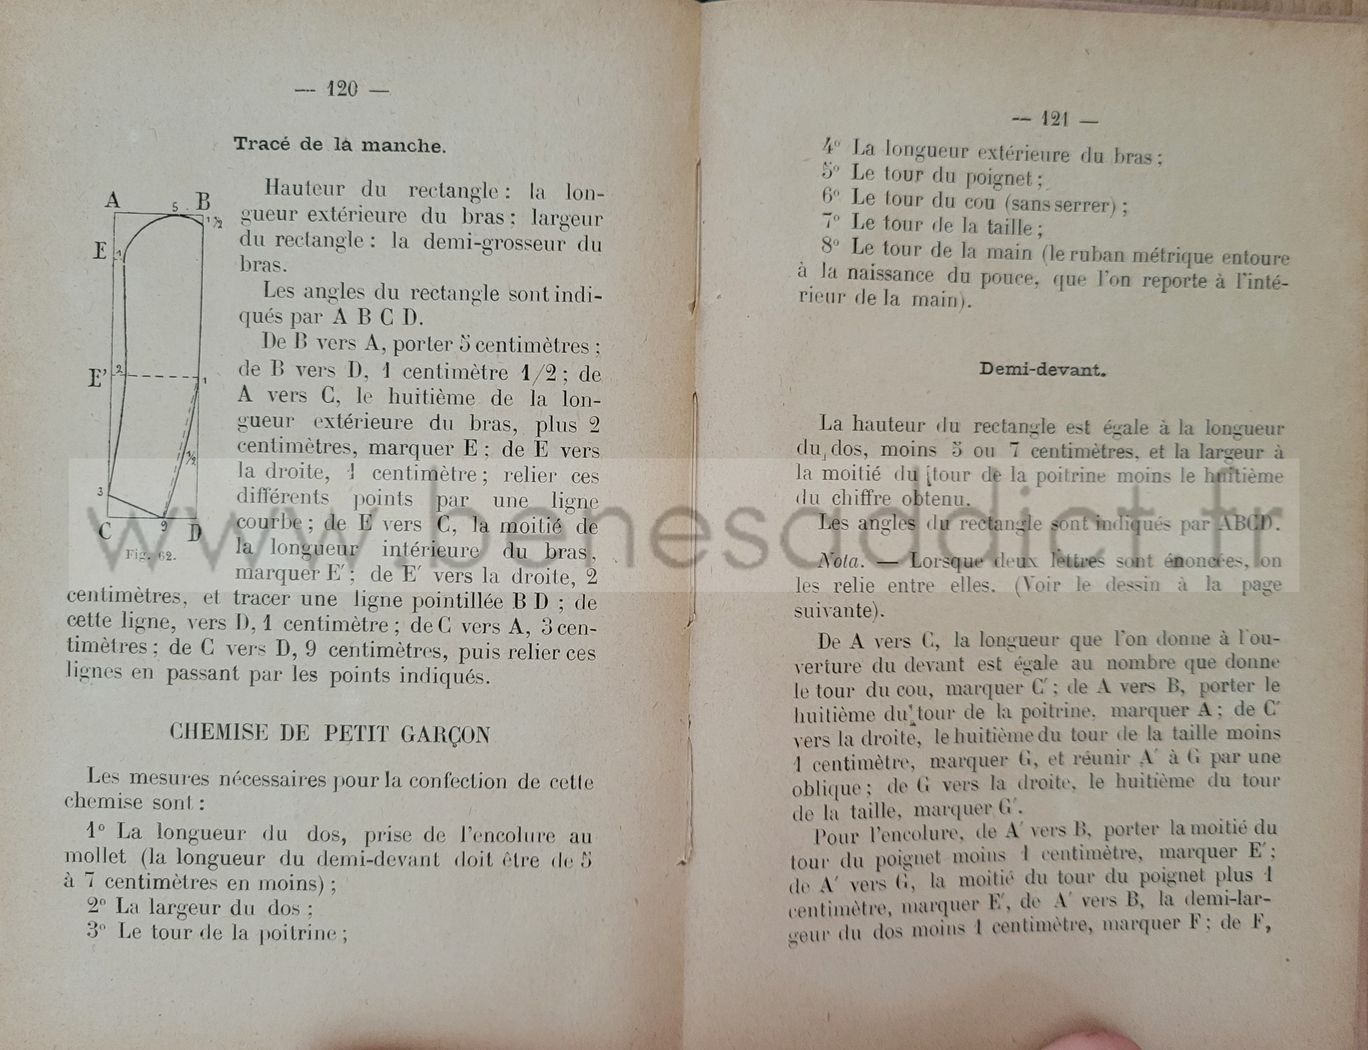 — 120 —
Tracé de la manche.
A
5
B
1 ½
E
1
E'
2
1
½
3
9
C
D
Fig. 62.
Hauteur du rectangle : la lon-
gueur extérieure du bras ; largeur
du rectangle : la demi-grosseur du
bras.
Les angles du rectangle sont indi-
qués par A B C D.
De B vers A, porter 5 centimètres ;
de B vers D, 1 centimètre 1/2 ; de
A vers C, le huitième de la lon-
gueur extérieure du bras, plus 2
centimètres, marquer E ; de E vers
la droite, 1 centimètre ; relier ces
différents points par une ligne
courbe ; de E vers C, la moitié de
la longueur intérieure du bras,
marquer E' ; de E' vers la droite, 2
centimètres, et tracer une ligne pointillée B D ; de
cette ligne, vers D, 1 centimètre ; de C vers A, 3 cen-
timètres ; de C vers D, 9 centimètres, puis relier ces
lignes en passant par les points indiqués.
CHEMISE DE PETIT GARÇON
Les mesures nécessaires pour la confection de cette
chemise sont :
1° La longueur du dos, prise de l'encolure au
mollet (la longueur du demi-devant doit être de 5
à 7 centimètres en moins) ;
2° La largeur du dos ;
3° Le tour de la poitrine ;
— 121 —
4° La longueur extérieure du bras ;
5° Le tour du poignet ;
6° Le tour du cou (sans serrer) ;
7° Le tour de la taille ;
8° Le tour de la main (le ruban métrique entoure
à la naissance du pouce, que l'on reporte à l'inté-
rieur de la main).
Demi-devant.
La hauteur du rectangle est égale à la longueur
du dos, moins 5 ou 7 centimètres, et la largeur à
la moitié du tour de la poitrine moins le huitième
du chiffre obtenu.
Les angles du rectangle sont indiqués par ABCD.
Nota. — Lorsque deux lettres sont énoncées, on
les relie entre elles. (Voir le dessin à la page
suivante).
De A vers C, la longueur que l'on donne à l'ou-
verture du devant est égale au nombre que donne
le tour du cou, marquer C' ; de A vers B, porter le
huitième du tour de la poitrine, marquer A ; de C'
vers la droite, le huitième du tour de la taille moins
1 centimètre, marquer G, et réunir A' à G par une
oblique ; de G vers la droite, le huitième du tour
de la taille, marquer G'.
Pour l'encolure, de A' vers B, porter la moitié du
tour du poignet moins 1 centimètre, marquer E' ;
de A' vers G, la moitié du tour du poignet plus 1
centimètre, marquer E', de A' vers B, la demi-lar-
geur du dos moins 1 centimètre, marquer F ; de F,
www.benesaddict.fr